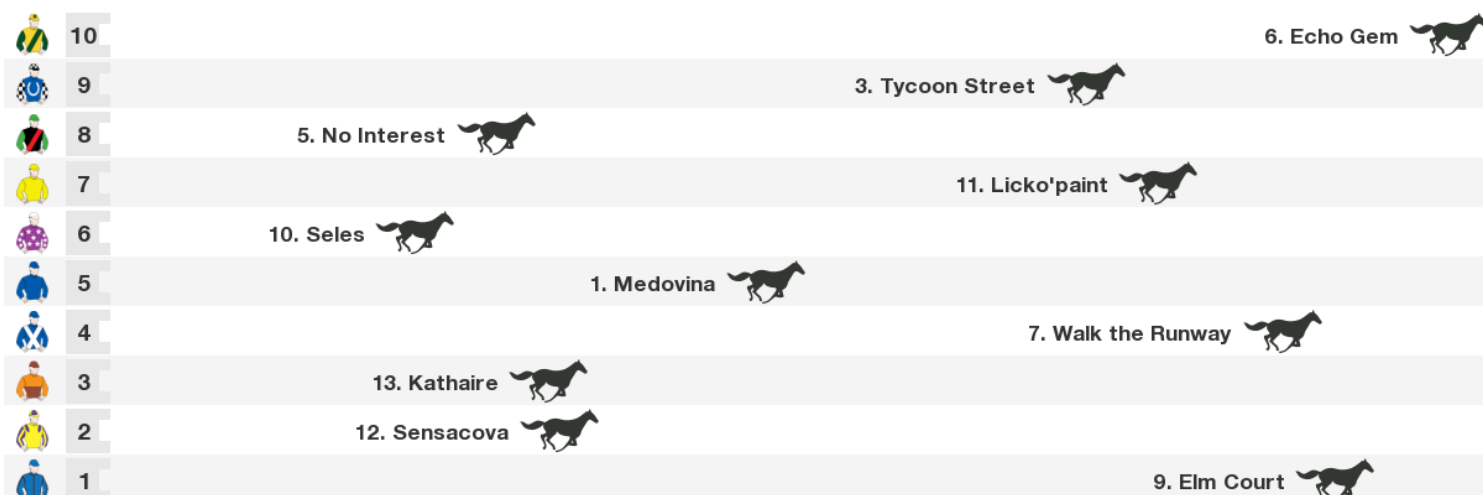 10 6. Echo Gem
9 3. Tycoon Street
8 5. No Interest
7 11. Licko'paint
6 10. Seles
5 1. Medovina
4 7. Walk the Runway
3 13. Kathaire
2 12. Sensacova
1 9. Elm Court